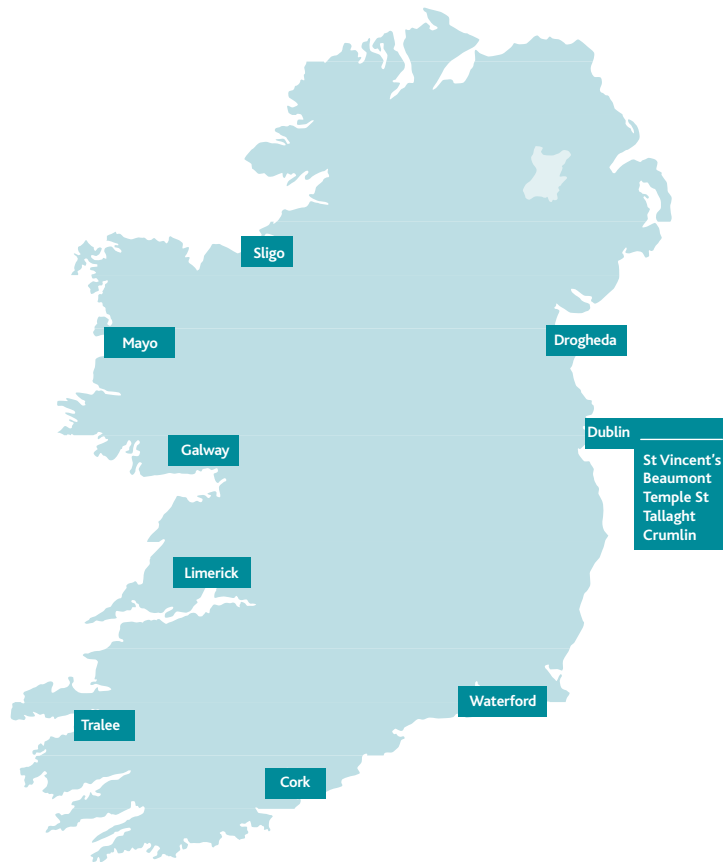 Sligo
Mayo
Drogheda
Dublin
Galway
St Vincent's
Beaumont
Temple St
Tallaght
Crumlin
Limerick
Waterford
Tralee
Cork